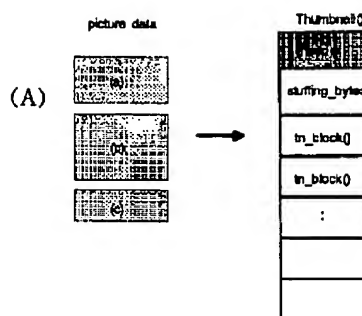 picture data
Thumbnail()
(A)
(a)
stuffing_bytes
(b)
tn_block()
tn_block()
(c)
: